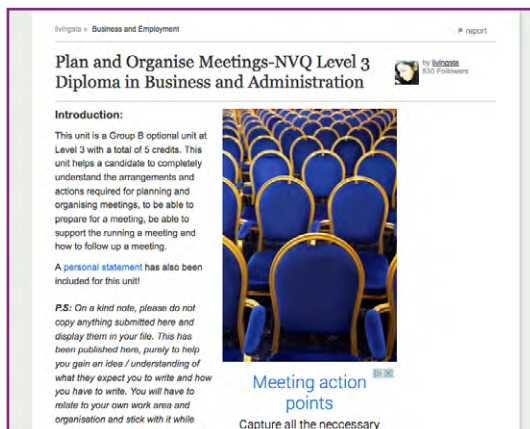 livingsta » Business and Employment
report
Plan and Organise Meetings-NVQ Level 3
Diploma in Business and Administration
by livingsta
530 Followers
Introduction:
This unit is a Group B optional unit at
Level 3 with a total of 5 credits. This
unit helps a candidate to completely
understand the arrangements and
actions required for planning and
organising meetings, to be able to
prepare for a meeting, be able to
support the running a meeting and
how to follow up a meeting.
A personal statement has also been
included for this unit!
P.S: On a kind note, please do not
copy anything submitted here and
display them in your file. This has
been published here, purely to help
you gain an idea / understanding of
what they expect you to write and how
you have to write. You will have to
relate to your own work area and
organisation and stick with it while
Meeting action
points
Capture all the neccessary